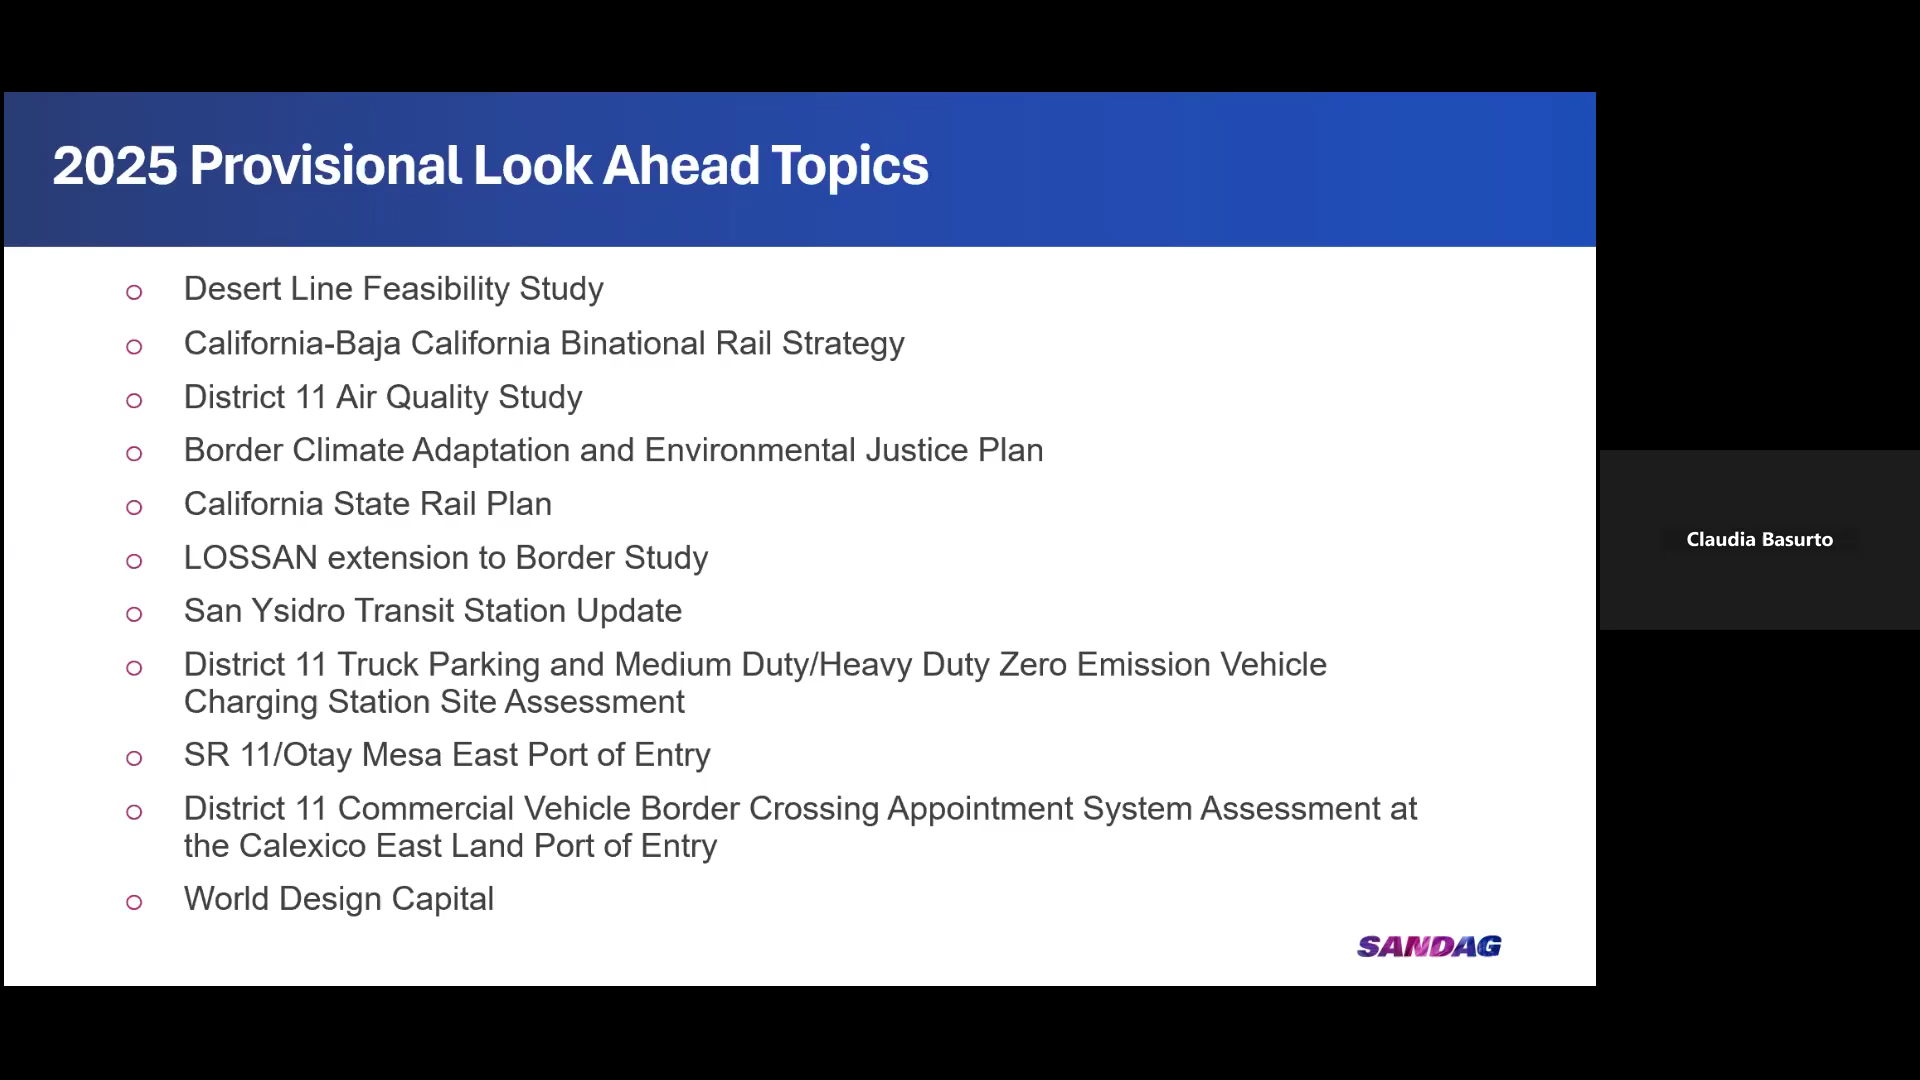 2025 Provisional Look Ahead Topics
Desert Line Feasibility Study
California-Baja California Binational Rail Strategy
District 11 Air Quality Study
Border Climate Adaptation and Environmental Justice Plan
California State Rail Plan
LOSSAN extension to Border Study
San Ysidro Transit Station Update
District 11 Truck Parking and Medium Duty/Heavy Duty Zero Emission Vehicle
Charging Station Site Assessment
SR 11/Otay Mesa East Port of Entry
District 11 Commercial Vehicle Border Crossing Appointment System Assessment at
the Calexico East Land Port of Entry
World Design Capital
SANDAG
Claudia Basurto